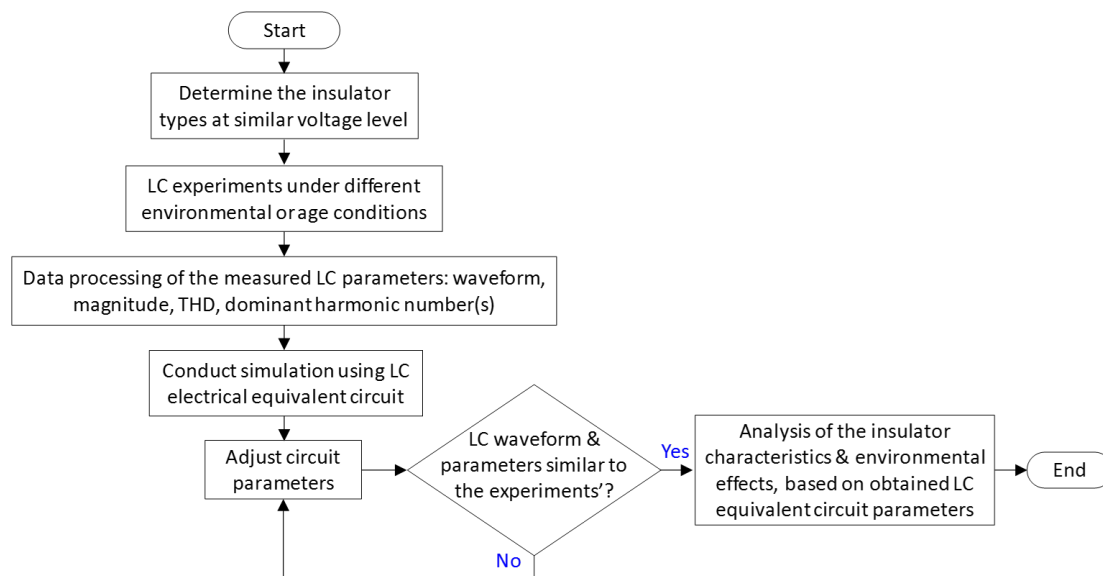 Start
Determine the insulator
types at similar voltage level
LC experiments under different
environmental or age conditions
Data processing of the measured LC parameters: waveform,
magnitude, THD, dominant harmonic number(s)
Conduct simulation using LC
electrical equivalent circuit
Adjust circuit
parameters
LC waveform &
parameters similar to
the experiments’?
Yes
No
Analysis of the insulator
characteristics & environmental
effects, based on obtained LC
equivalent circuit parameters
End